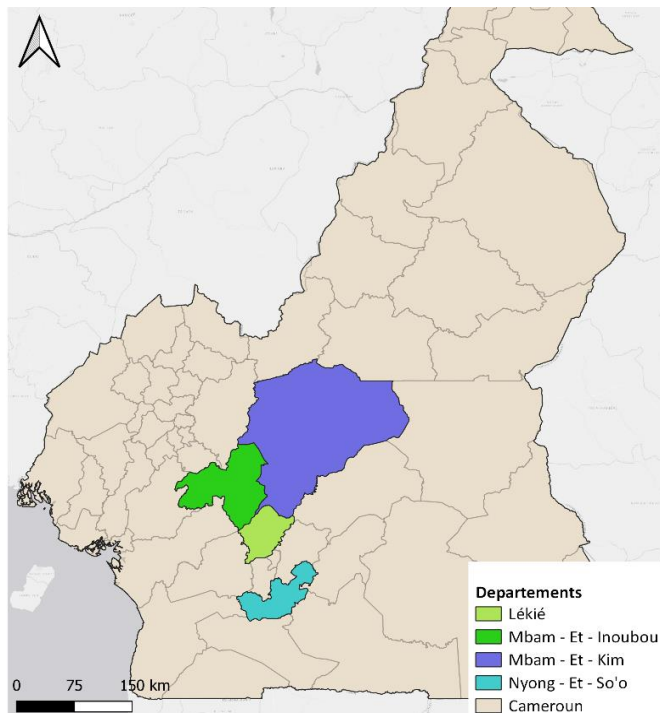 Departements
Lékié
Mbam - Et - Inoubou
Mbam - Et - Kim
Nyong - Et - So'o
Cameroun
0 75 150 km